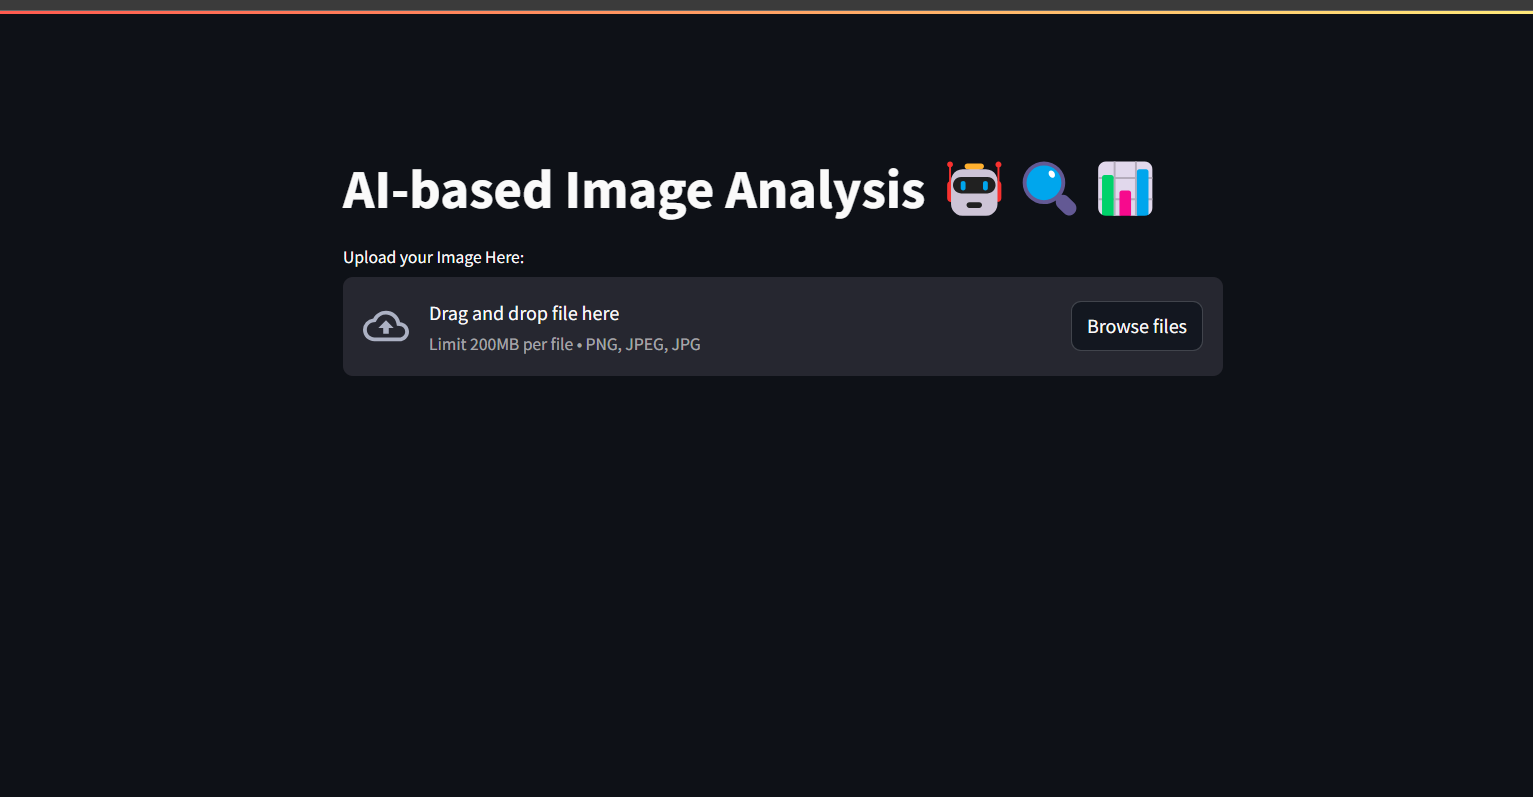 AI-based Image Analysis 🤖 🔍 📊
Upload your Image Here:
Drag and drop file here
Limit 200MB per file • PNG, JPEG, JPG
Browse files